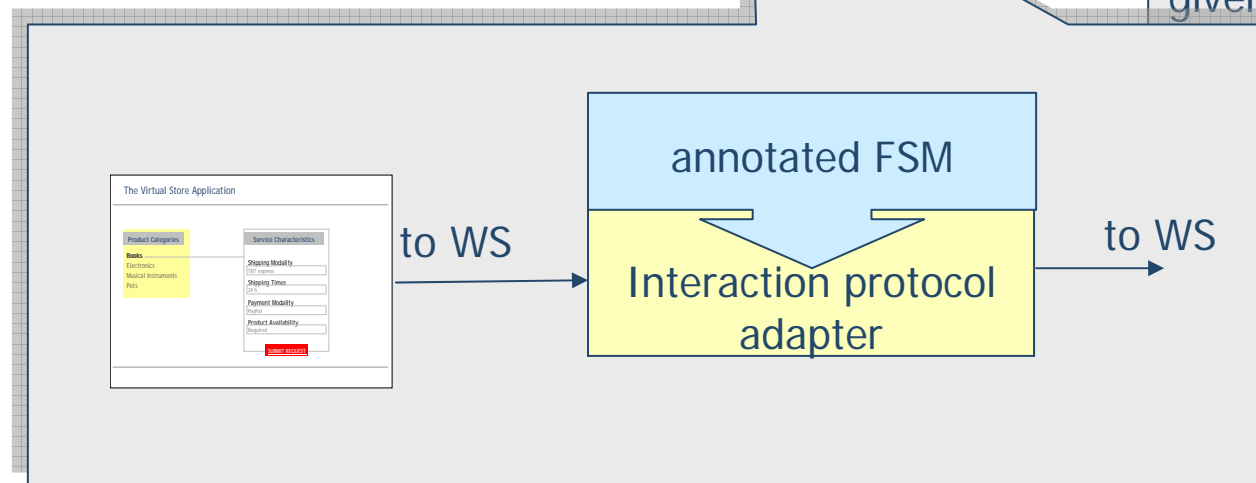 given
The Virtual Store Application
Product Categories
Books
Electronics
Musical Instruments
Pets
Service Characteristics
Shipping Modality
TNT express
Shipping Times
24 h
Payment Modality
PayPal
Product Availability
Required
SUBMIT REQUEST
to WS
annotated FSM
Interaction protocol
adapter
to WS